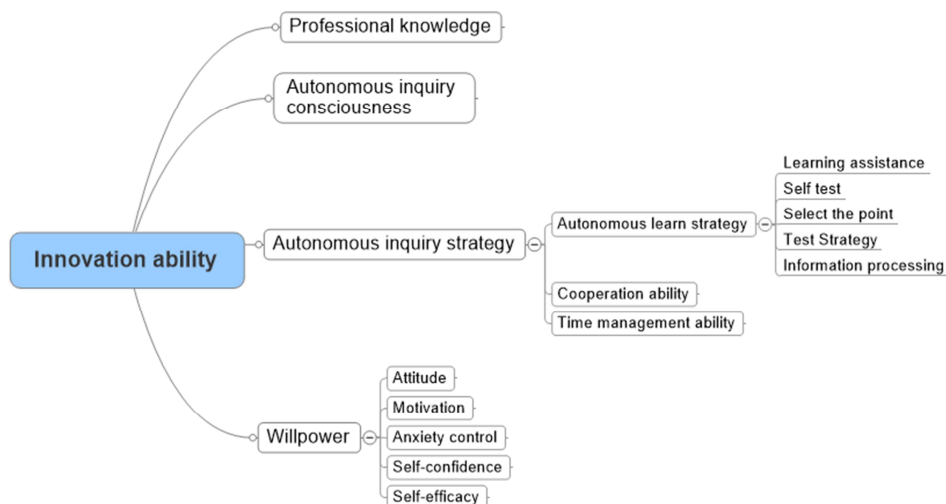 Professional knowledge
Autonomous inquiry
consciousness
Innovation ability
Autonomous inquiry strategy
Autonomous learn strategy
Learning assistance
Self test
Select the point
Test Strategy
Information processing
Cooperation ability
Time management ability
Willpower
Attitude
Motivation
Anxiety control
Self-confidence
Self-efficacy